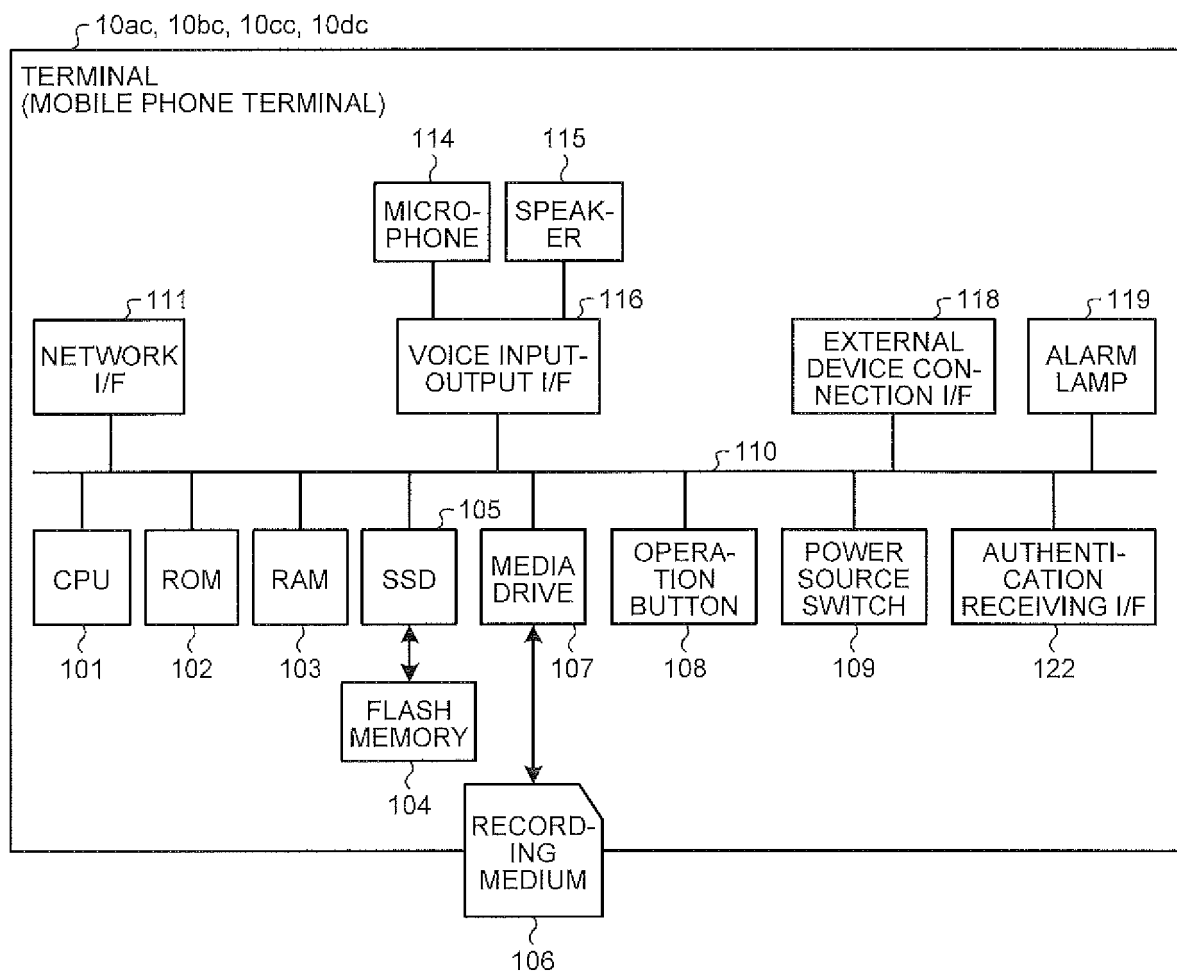 10ac, 10bc, 10cc, 10dc
TERMINAL
(MOBILE PHONE TERMINAL)
114
115
MICRO-
PHONE
SPEAK-
ER
111
116
118
119
NETWORK
I/F
VOICE INPUT-
OUTPUT I/F
EXTERNAL
DEVICE CON-
NECTION I/F
ALARM
LAMP
110
105
CPU
ROM
RAM
SSD
MEDIA
DRIVE
OPERA-
TION
BUTTON
POWER
SOURCE
SWITCH
AUTHENTI-
CATION
RECEIVING I/F
101
102
103
107
108
109
122
FLASH
MEMORY
104
RECORD-
ING
MEDIUM
106